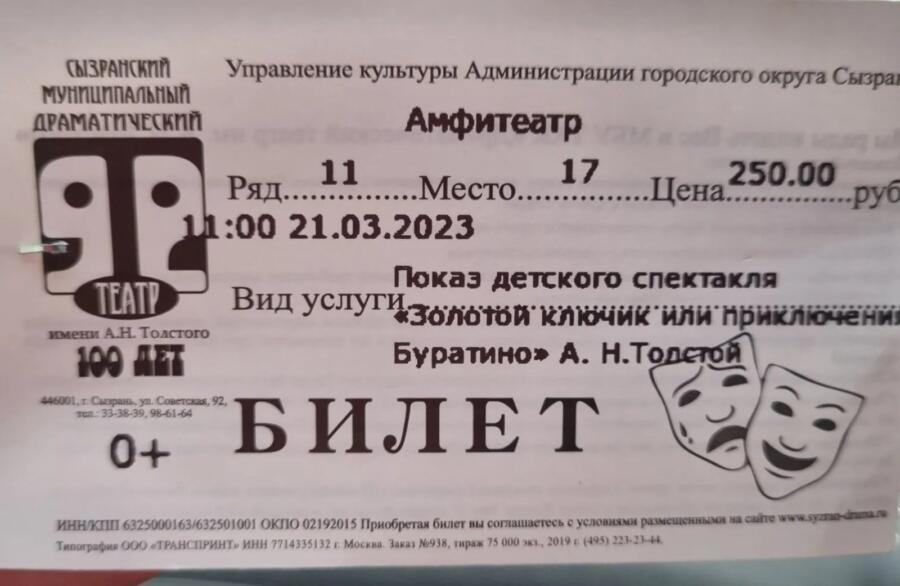 СЫЗРАНСКИЙ
МУНИЦИПАЛЬНЫЙ
ДРАМАТИЧЕСКИЙ
ТЕАТР
имени А.Н. Толстого
100 ЛЕТ
446001, г. Сызрань, ул. Советская, 92,
тел.: 33-38-39, 98-61-64
0+
Управление культуры Администрации городского округа Сызран
Амфитеатр
Ряд 11 Место 17 Цена 250.00 руб
11:00 21.03.2023
Вид услуги Показ детского спектакля
«Золотой ключик или приключения
Буратино» А. Н.Толстой
БИЛЕТ
ИНН/КПП 6325000163/632501001 ОКПО 02192015 Приобретая билет вы соглашаетесь с условиями размещенными на сайте www.syzran-drama.ru
Типография ООО «ТРАНСПРИНТ» ИНН 7714335132 г. Москва. Заказ №938, тираж 75 000 экз., 2019 г. (495) 223-23-44.